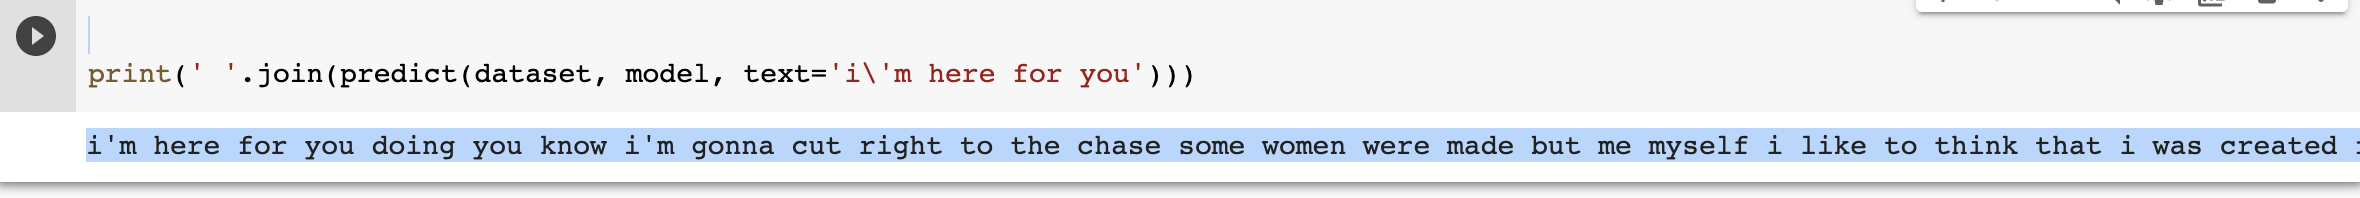 print(' '.join(predict(dataset, model, text='i\'m here for you')))
i'm here for you doing you know i'm gonna cut right to the chase some women were made but me myself i like to think that i was created